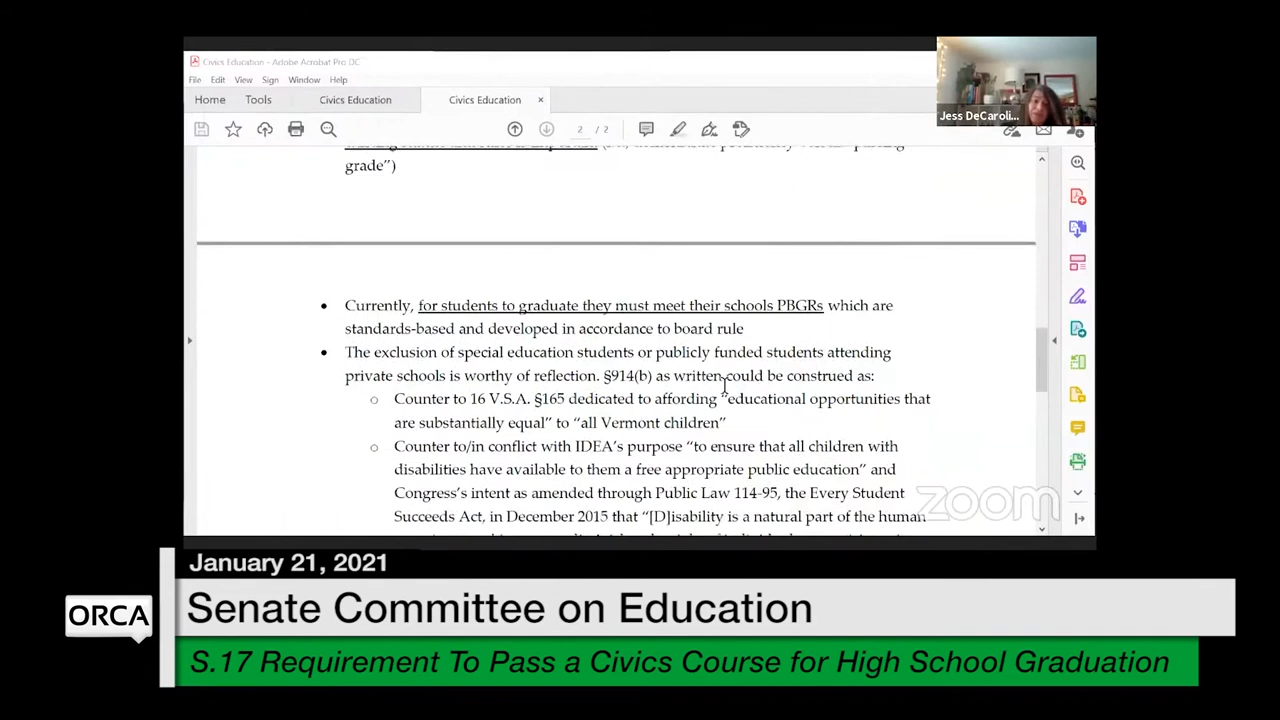 Civics Education - Adobe Acrobat Pro DC
File Edit View Sign Window Help
Home Tools Civics Education Civics Education ×
2 / 2
Jess DeCaroli...
grade”)
• Currently, for students to graduate they must meet their schools PBGRs which are
standards-based and developed in accordance to board rule
• The exclusion of special education students or publicly funded students attending
private schools is worthy of reflection. §914(b) as written could be construed as:
o Counter to 16 V.S.A. §165 dedicated to affording “educational opportunities that
are substantially equal” to “all Vermont children”
o Counter to/in conflict with IDEA’s purpose “to ensure that all children with
disabilities have available to them a free appropriate public education” and
Congress’s intent as amended through Public Law 114-95, the Every Student
Succeeds Act, in December 2015 that “[D]isability is a natural part of the human
zoom
January 21, 2021
ORCA
Senate Committee on Education
S.17 Requirement To Pass a Civics Course for High School Graduation